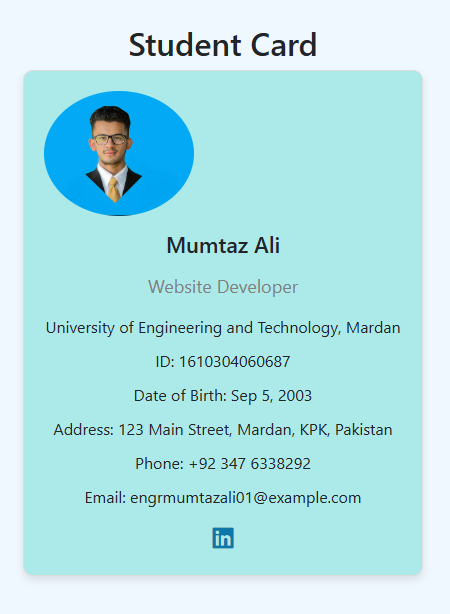 Student Card
Mumtaz Ali
Website Developer
University of Engineering and Technology, Mardan
ID: 1610304060687
Date of Birth: Sep 5, 2003
Address: 123 Main Street, Mardan, KPK, Pakistan
Phone: +92 347 6338292
Email: engrmumtazali01@example.com
in